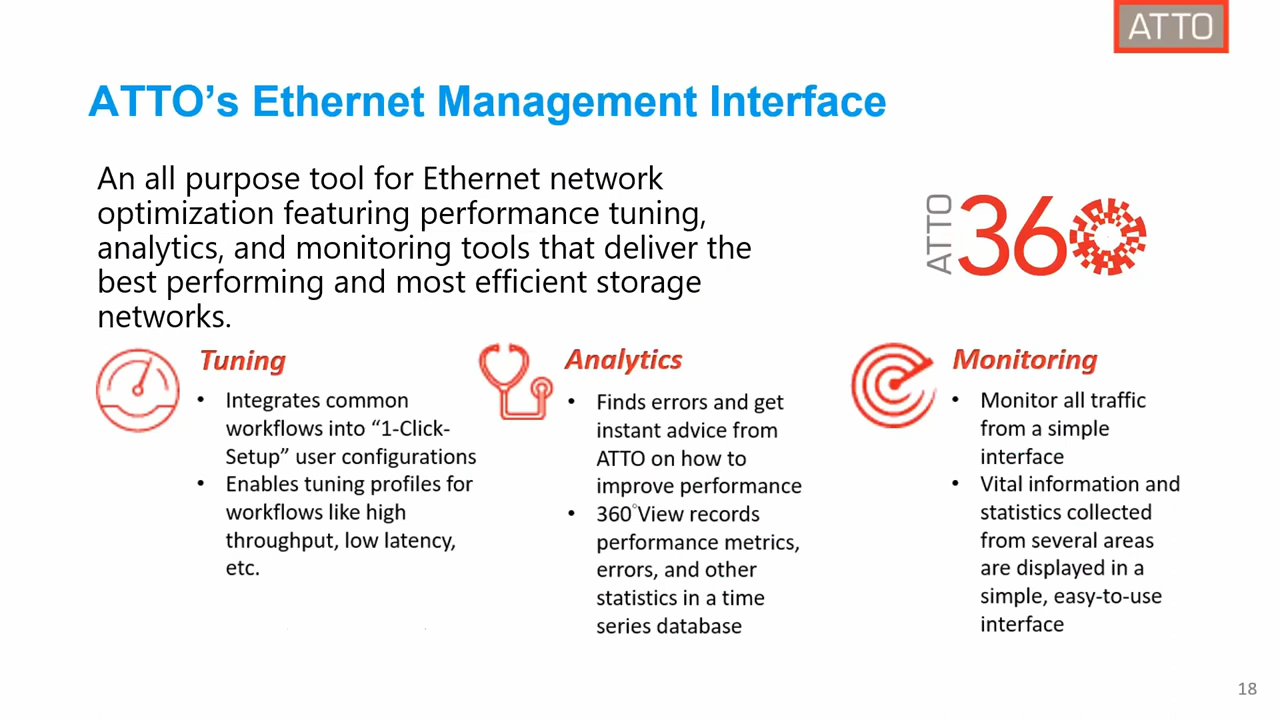 ATTO
ATTO's Ethernet Management Interface
An all purpose tool for Ethernet network
optimization featuring performance tuning,
analytics, and monitoring tools that deliver the
best performing and most efficient storage
networks.
ATTO 360
Tuning
• Integrates common
workflows into “1-Click-
Setup” user configurations
• Enables tuning profiles for
workflows like high
throughput, low latency,
etc.
Analytics
• Finds errors and get
instant advice from
ATTO on how to
improve performance
• 360°View records
performance metrics,
errors, and other
statistics in a time
series database
Monitoring
• Monitor all traffic
from a simple
interface
• Vital information and
statistics collected
from several areas
are displayed in a
simple, easy-to-use
interface
18